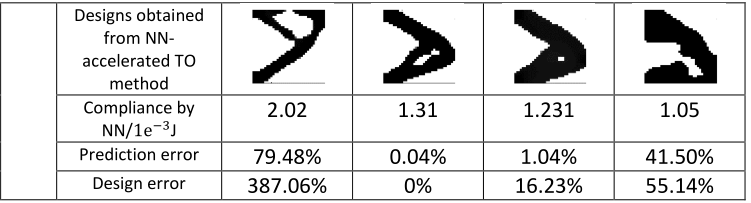 Designs obtained
from NN-
accelerated TO
method
Compliance by
NN/1e⁻³J
2.02
1.31
1.231
1.05
Prediction error
79.48%
0.04%
1.04%
41.50%
Design error
387.06%
0%
16.23%
55.14%